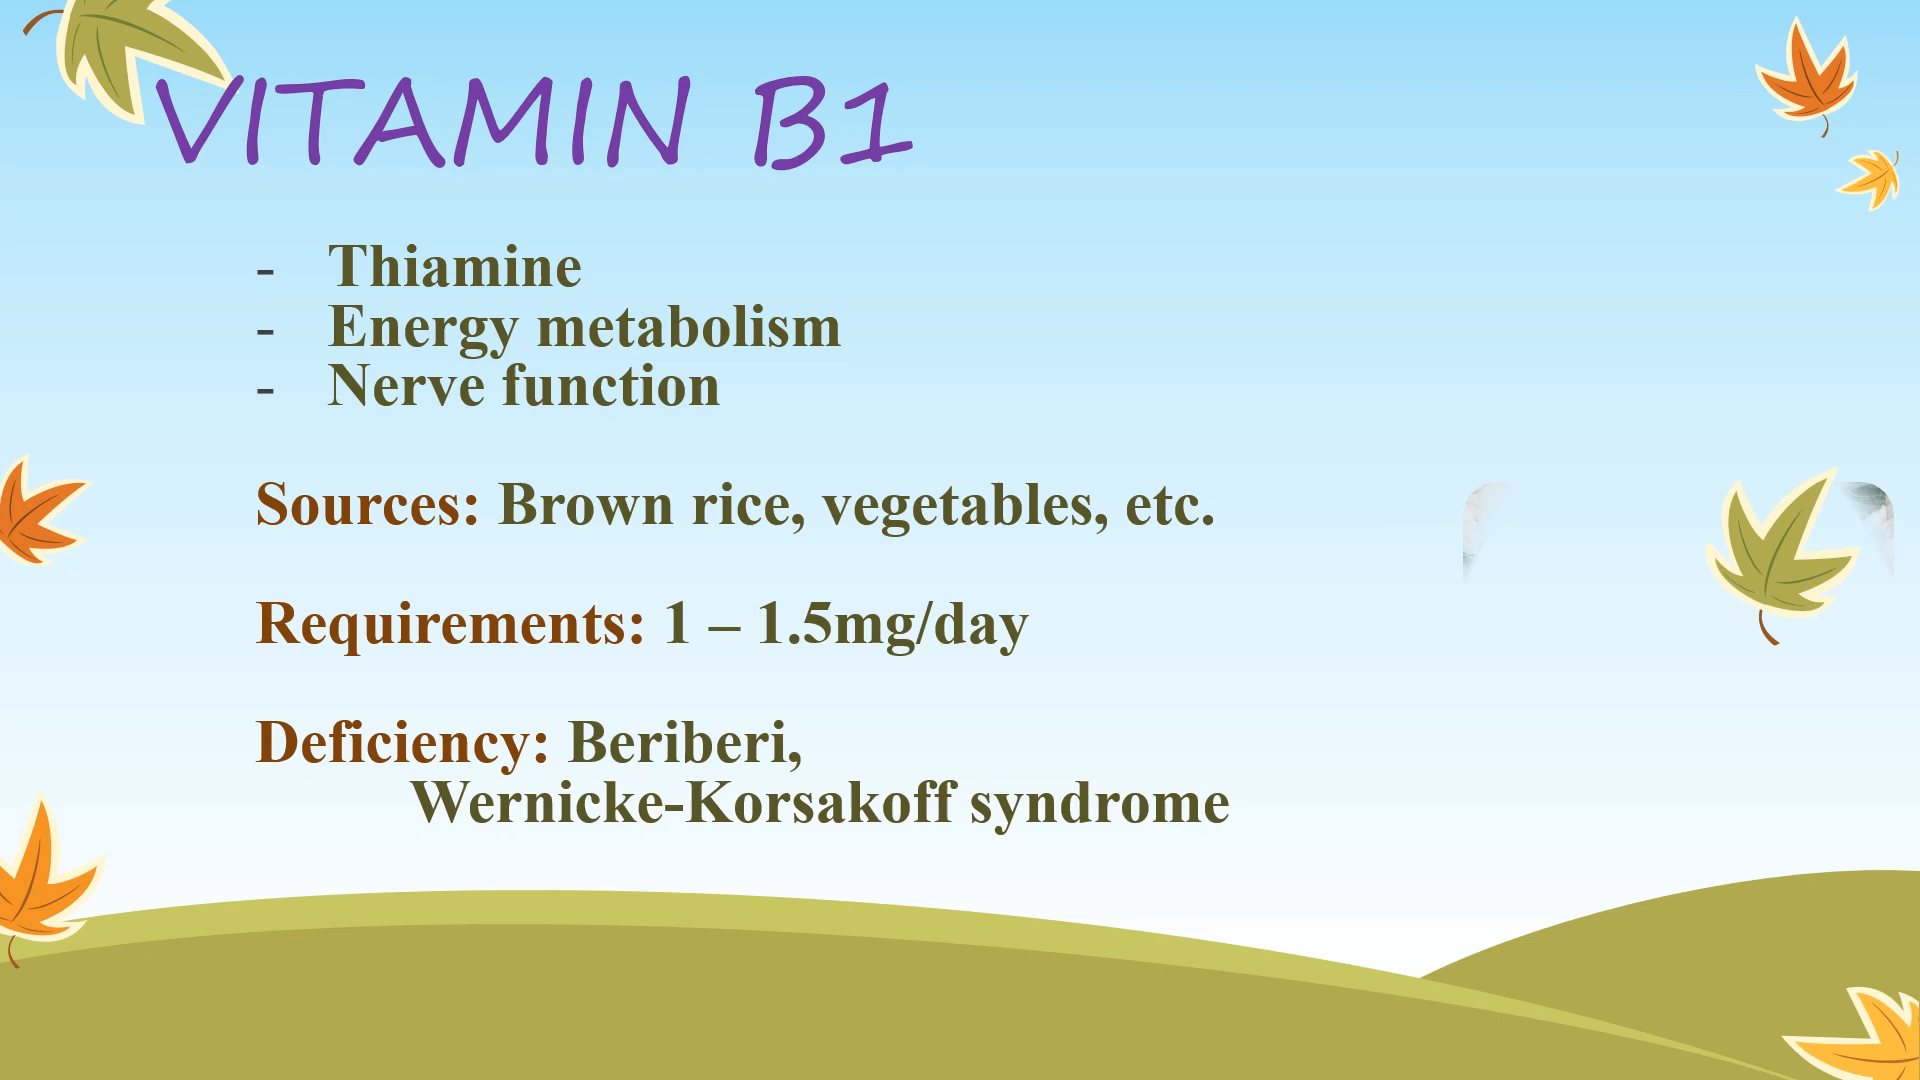 VITAMIN B1
- Thiamine
- Energy metabolism
- Nerve function
Sources: Brown rice, vegetables, etc.
Requirements: 1 – 1.5mg/day
Deficiency: Beriberi,
Wernicke-Korsakoff syndrome